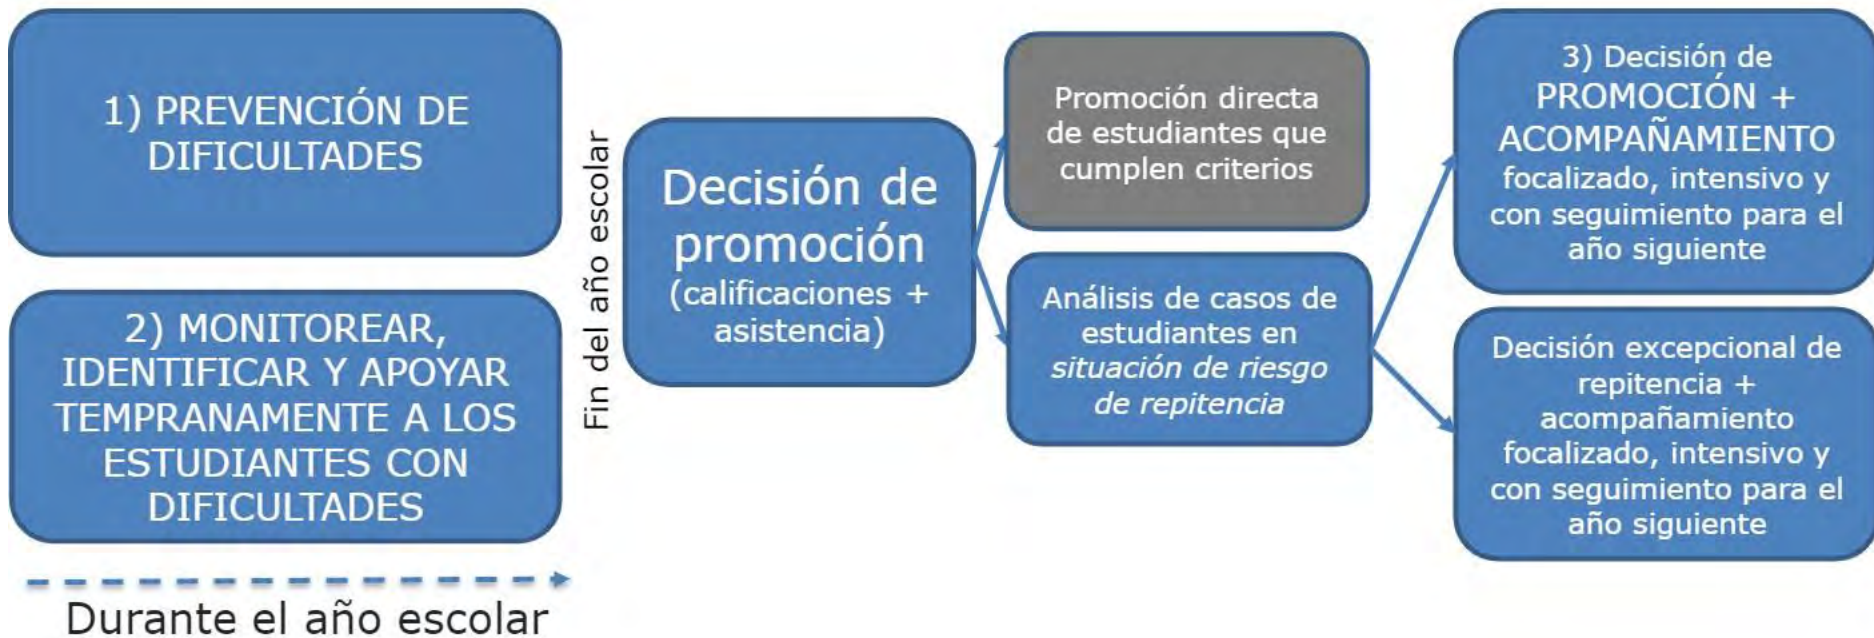 1) PREVENCIÓN DE
DIFICULTADES
2) MONITOREAR,
IDENTIFICAR Y APOYAR
TEMPRANAMENTE A LOS
ESTUDIANTES CON
DIFICULTADES
Durante el año escolar
Fin del año escolar
Decisión de
promoción
(calificaciones +
asistencia)
Promoción directa
de estudiantes que
cumplen criterios
Análisis de casos de
estudiantes en
situación de riesgo
de repitencia
3) Decisión de
PROMOCIÓN +
ACOMPAÑAMIENTO
focalizado, intensivo y
con seguimiento para el
año siguiente
Decisión excepcional de
repitencia +
acompañamiento
focalizado, intensivo y
con seguimiento para el
año siguiente